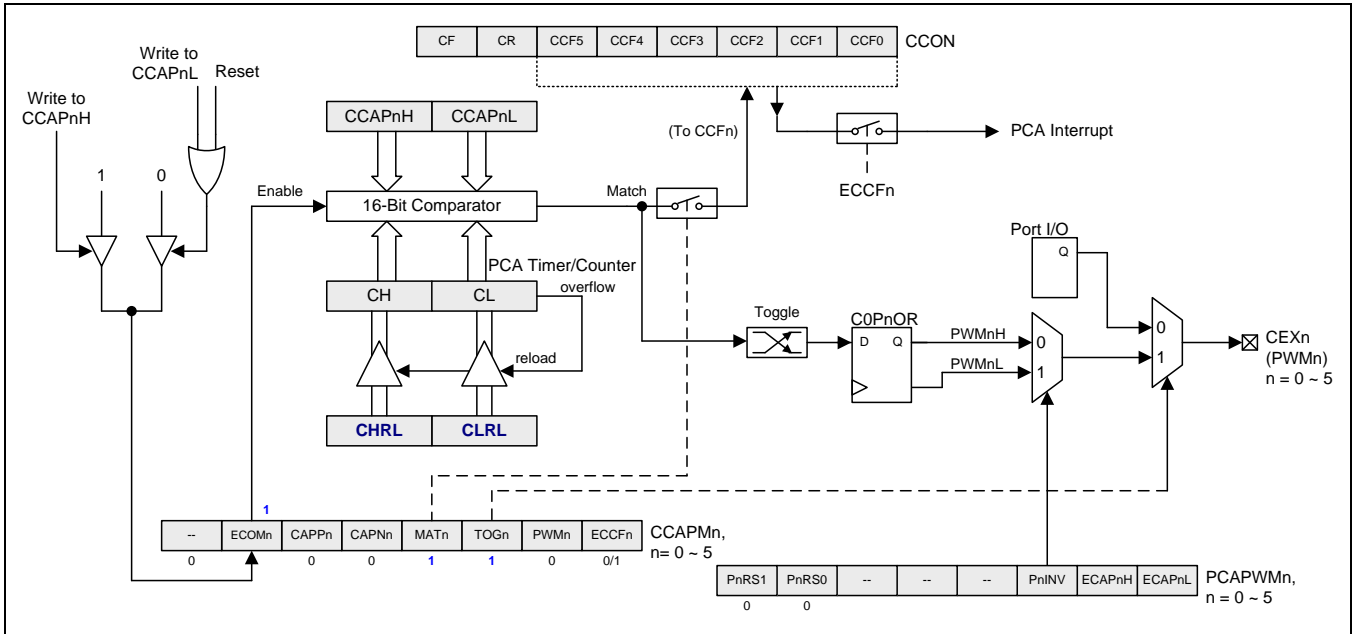 CF CR CCF5 CCF4 CCF3 CCF2 CCF1 CCF0 CCON
Write to
CCAPnL
Reset
Write to
CCAPnH
1 0
CCAPnH CCAPnL
(To CCFn)
PCA Interrupt
ECCFn
Enable
16-Bit Comparator
Match
PCA Timer/Counter
CH CL
overflow
reload
CHRL CLRL
Toggle
C0PnOR
D Q
PWMnH
PWMnL
Port I/O
Q
0
1
0
1
CEXn
(PWMn)
n = 0 ~ 5
1
-- ECOMn CAPPn CAPNn MATn TOGn PWMn ECCFn
CCAPMn,
n= 0 ~ 5
0 0 0 1 1 0 0/1
PnRS1 PnRS0 -- -- -- PnINV ECAPnH ECAPnL
PCAPWMn,
n = 0 ~ 5
0 0